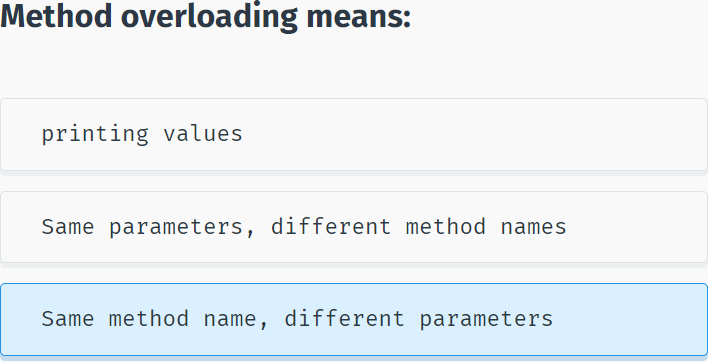 Method overloading means:
printing values
Same parameters, different method names
Same method name, different parameters